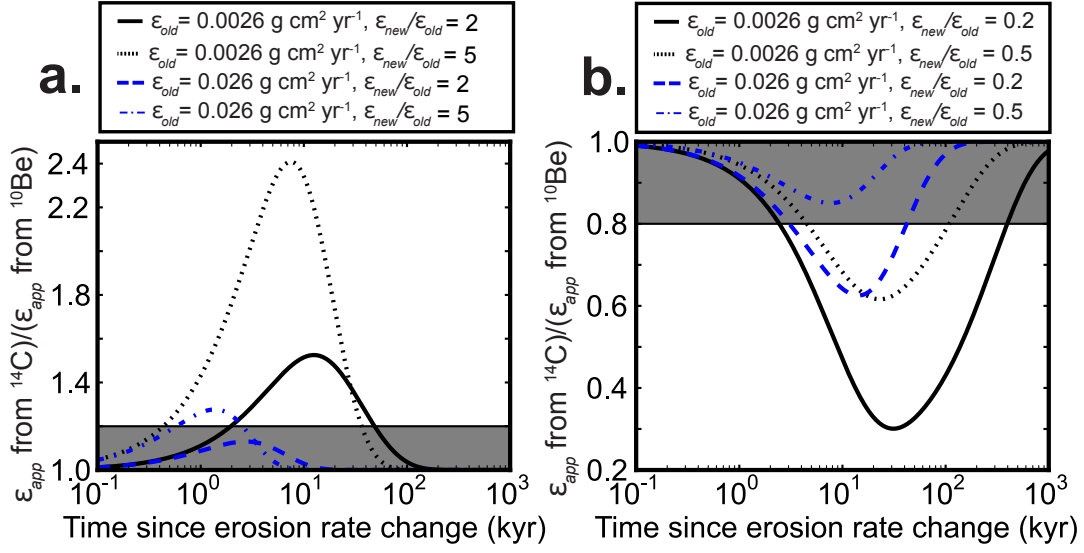 a.
ε_old= 0.0026 g cm² yr⁻¹, ε_new/ε_old = 2
ε_old= 0.0026 g cm² yr⁻¹, ε_new/ε_old = 5
ε_old= 0.026 g cm² yr⁻¹, ε_new/ε_old = 2
ε_old= 0.026 g cm² yr⁻¹, ε_new/ε_old = 5
ε_app from ¹⁴C)/(ε_app from ¹⁰Be)
2.4
2.2
1.8
1.4
1.0
10⁻¹ 10⁰ 10¹ 10² 10³
Time since erosion rate change (kyr)
b.
ε_old= 0.0026 g cm² yr⁻¹, ε_new/ε_old = 0.2
ε_old= 0.0026 g cm² yr⁻¹, ε_new/ε_old = 0.5
ε_old= 0.026 g cm² yr⁻¹, ε_new/ε_old = 0.2
ε_old= 0.026 g cm² yr⁻¹, ε_new/ε_old = 0.5
ε_app from ¹⁴C)/(ε_app from ¹⁰Be)
1.0
0.8
0.6
0.4
0.2
10⁻¹ 10⁰ 10¹ 10² 10³
Time since erosion rate change (kyr)